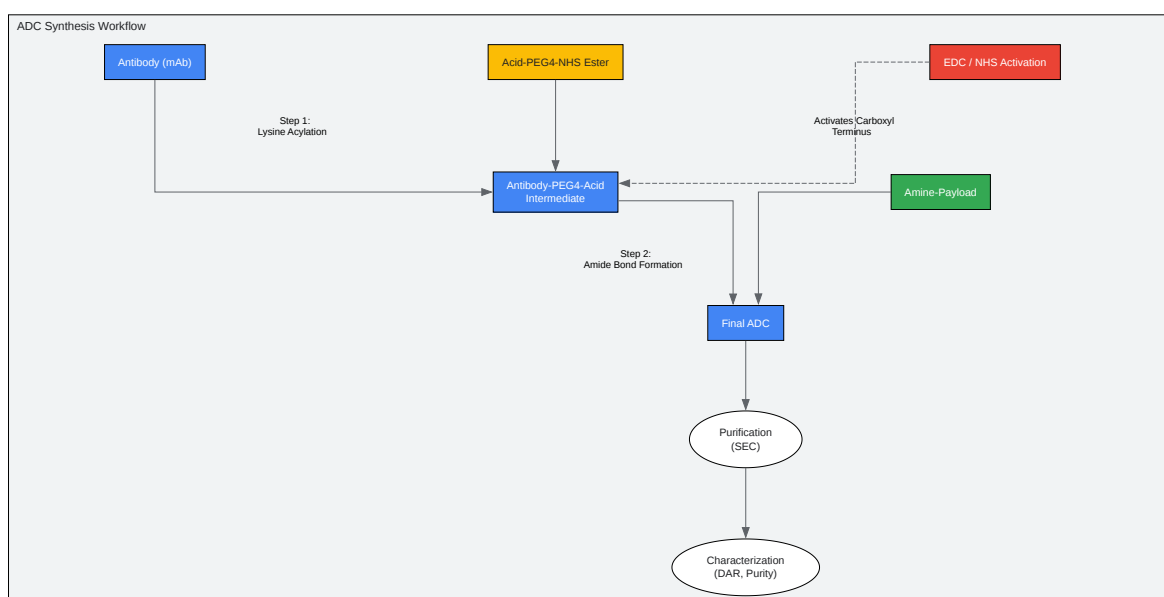 ADC Synthesis Workflow
Antibody (mAb)
Acid-PEG4-NHS Ester
EDC / NHS Activation
Step 1:
Lysine Acylation
Activates Carboxyl
Terminus
Antibody-PEG4-Acid
Intermediate
Amine-Payload
Step 2:
Amide Bond Formation
Final ADC
Purification
(SEC)
Characterization
(DAR, Purity)